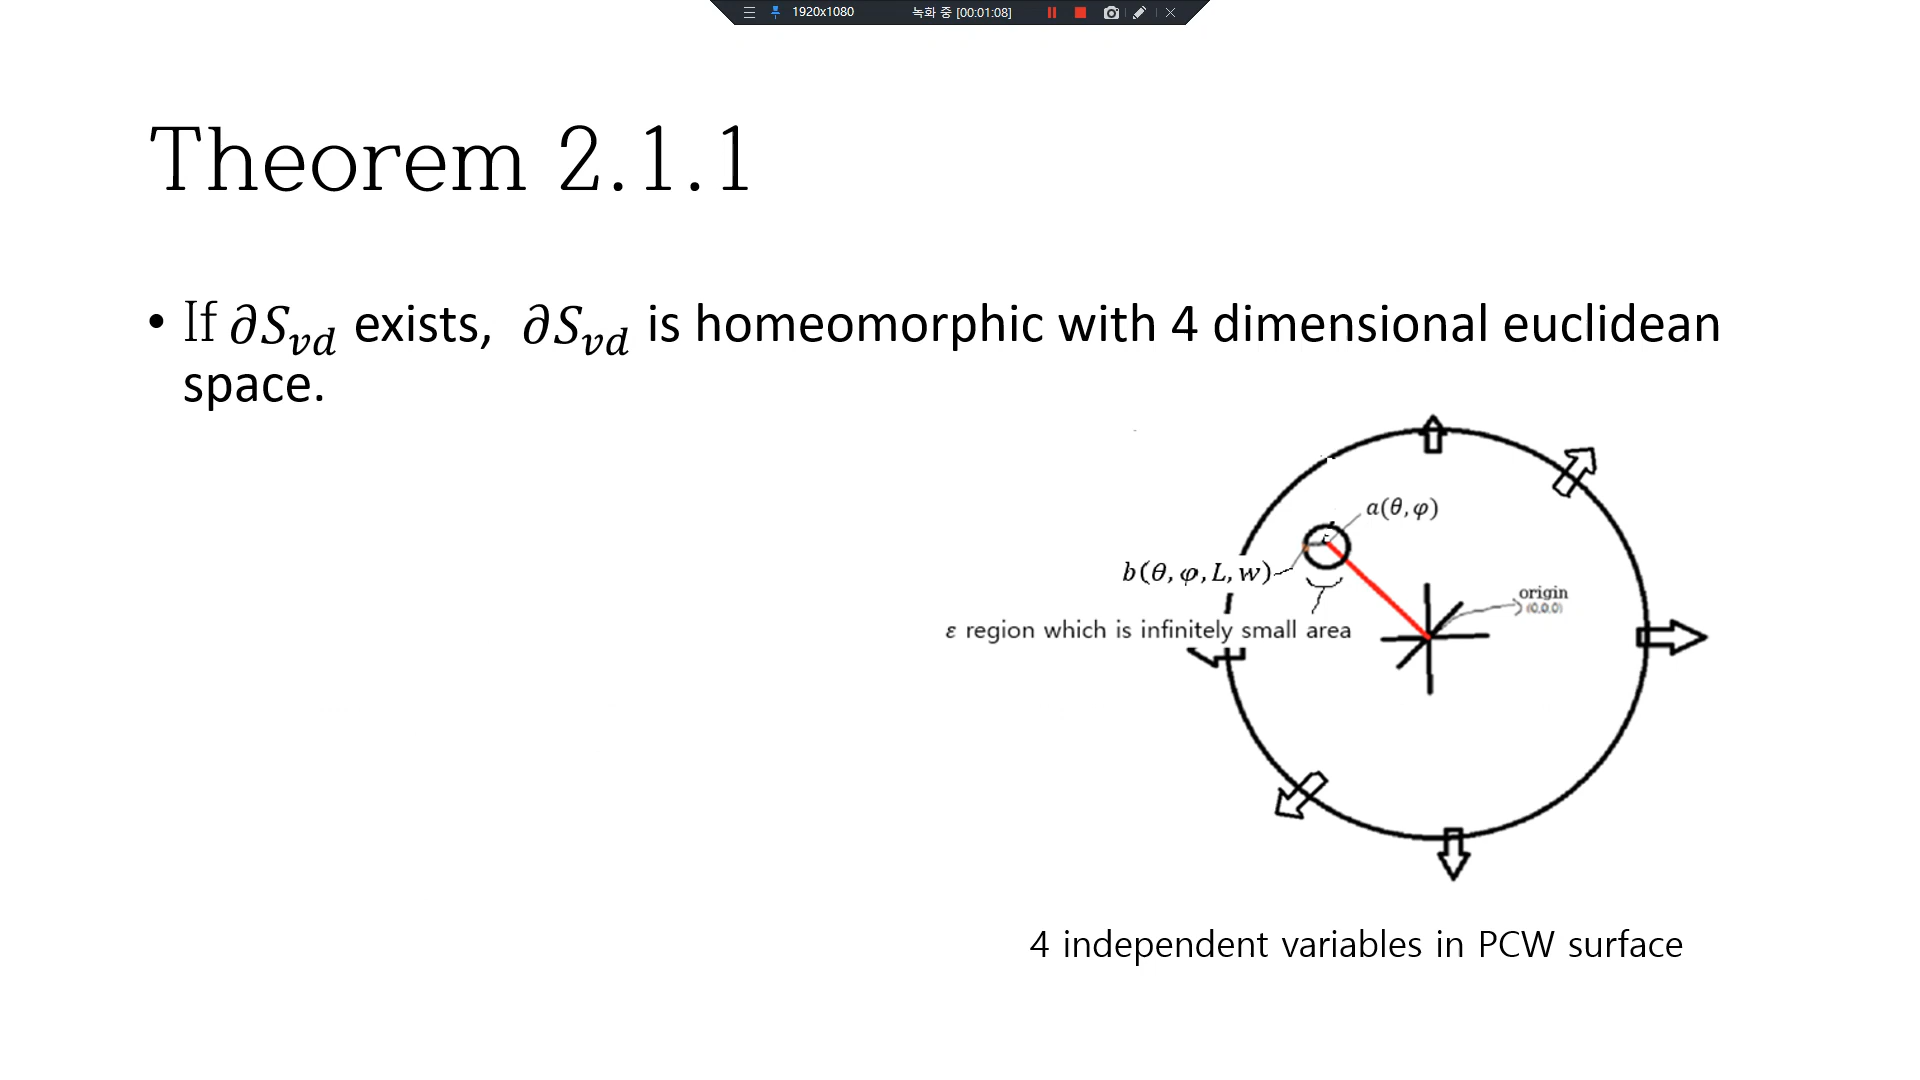 1920x1080 녹화 중 [00:01:08]
Theorem 2.1.1
• If ∂S_vd exists, ∂S_vd is homeomorphic with 4 dimensional euclidean
space.
a(θ, φ)
b(θ, φ, L, w)
origin
(0,0,0)
ε region which is infinitely small area
4 independent variables in PCW surface